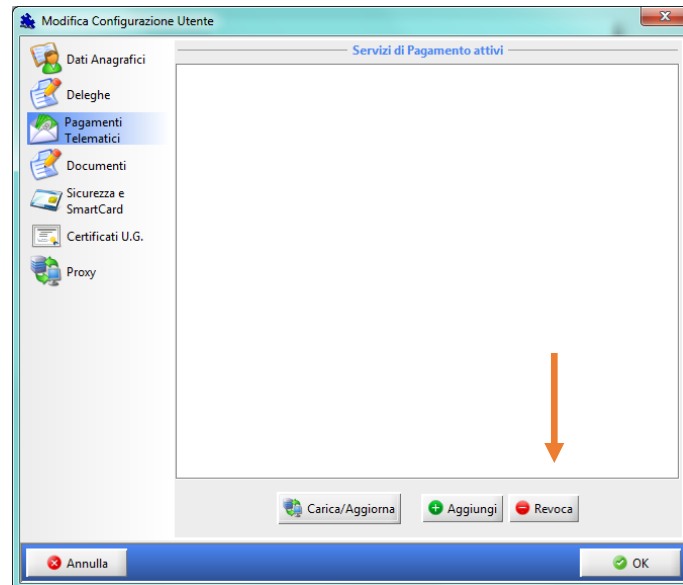 Modifica Configurazione Utente
Dati Anagrafici
Deleghe
Pagamenti
Telematici
Documenti
Sicurezza e
SmartCard
Certificati U.G.
Proxy
Servizi di Pagamento attivi
Carica/Aggiorna
Aggiungi
Revoca
Annulla
OK